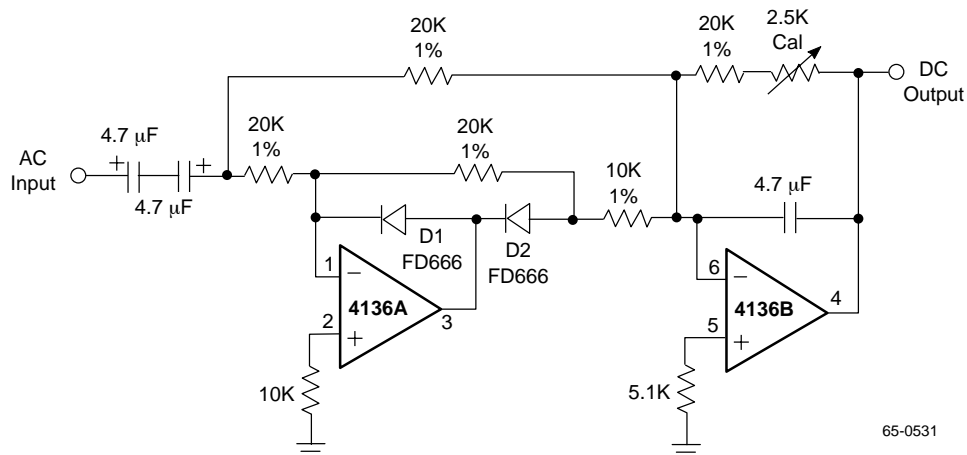 20K
1%
20K
1%
2.5K
Cal
DC
Output
4.7 μF
AC
Input
+
+
4.7 μF
20K
1%
20K
1%
10K
1%
4.7 μF
D1
FD666
D2
FD666
1
−
4136A
3
2
+
10K
6
−
4136B
4
5
+
5.1K
65-0531